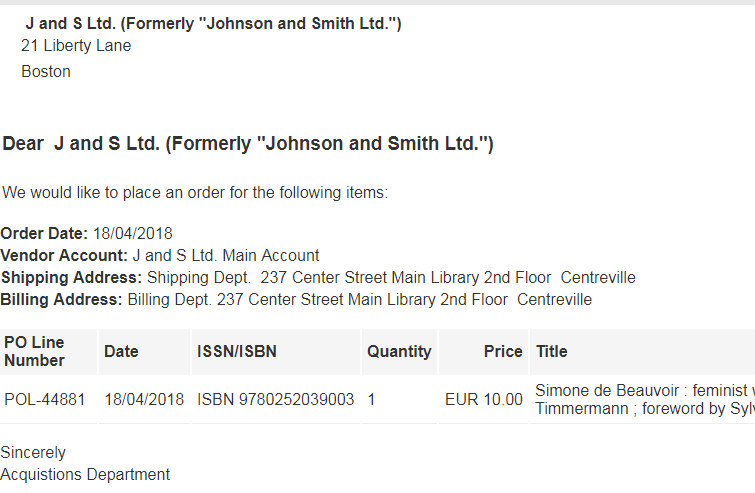 J and S Ltd. (Formerly "Johnson and Smith Ltd.")
21 Liberty Lane
Boston
Dear J and S Ltd. (Formerly "Johnson and Smith Ltd.")
We would like to place an order for the following items:
Order Date: 18/04/2018
Vendor Account: J and S Ltd. Main Account
Shipping Address: Shipping Dept. 237 Center Street Main Library 2nd Floor Centreville
Billing Address: Billing Dept. 237 Center Street Main Library 2nd Floor Centreville
PO Line Number Date ISSN/ISBN Quantity Price Title
POL-44881 18/04/2018 ISBN 9780252039003 1 EUR 10.00 Simone de Beauvoir : feminist
Timmermann ; foreword by
Sincerely
Acquistions Department